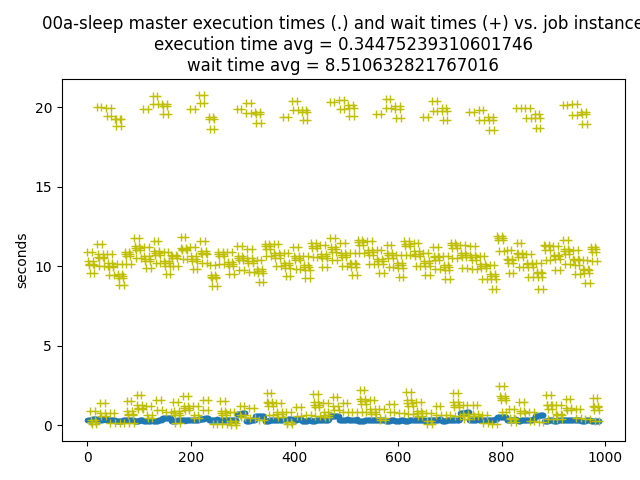 00a-sleep master execution times (.) and wait times (+) vs. job instance
execution time avg = 0.34475239310601746
wait time avg = 8.510632821767016
20
15
10
5
0
seconds
0 200 400 600 800 1000